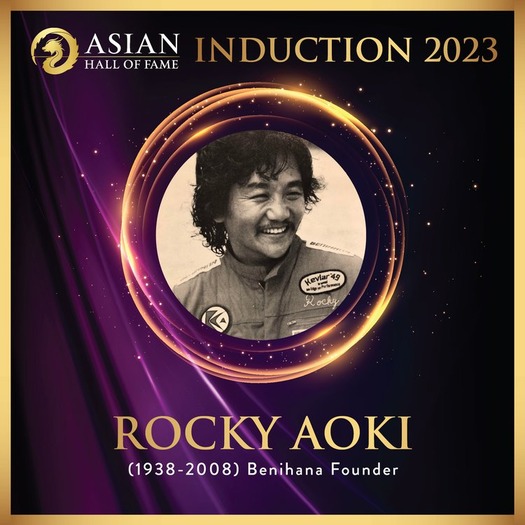 ASIAN
HALL OF FAME
INDUCTION 2023
Kevlar 49
Rocky
ROCKY AOKI
(1938-2008) Benihana Founder